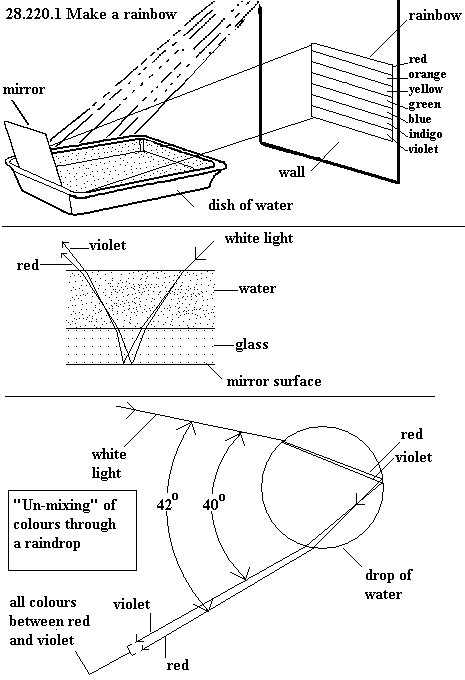 28.220.1 Make a rainbow
rainbow
red
orange
yellow
green
blue
indigo
violet
mirror
wall
dish of water
violet
white light
red
water
glass
mirror surface
white
light
red
violet
"Un-mixing" of
colours through
a raindrop
42o
40o
drop of
water
all colours
between red
and violet
violet
red